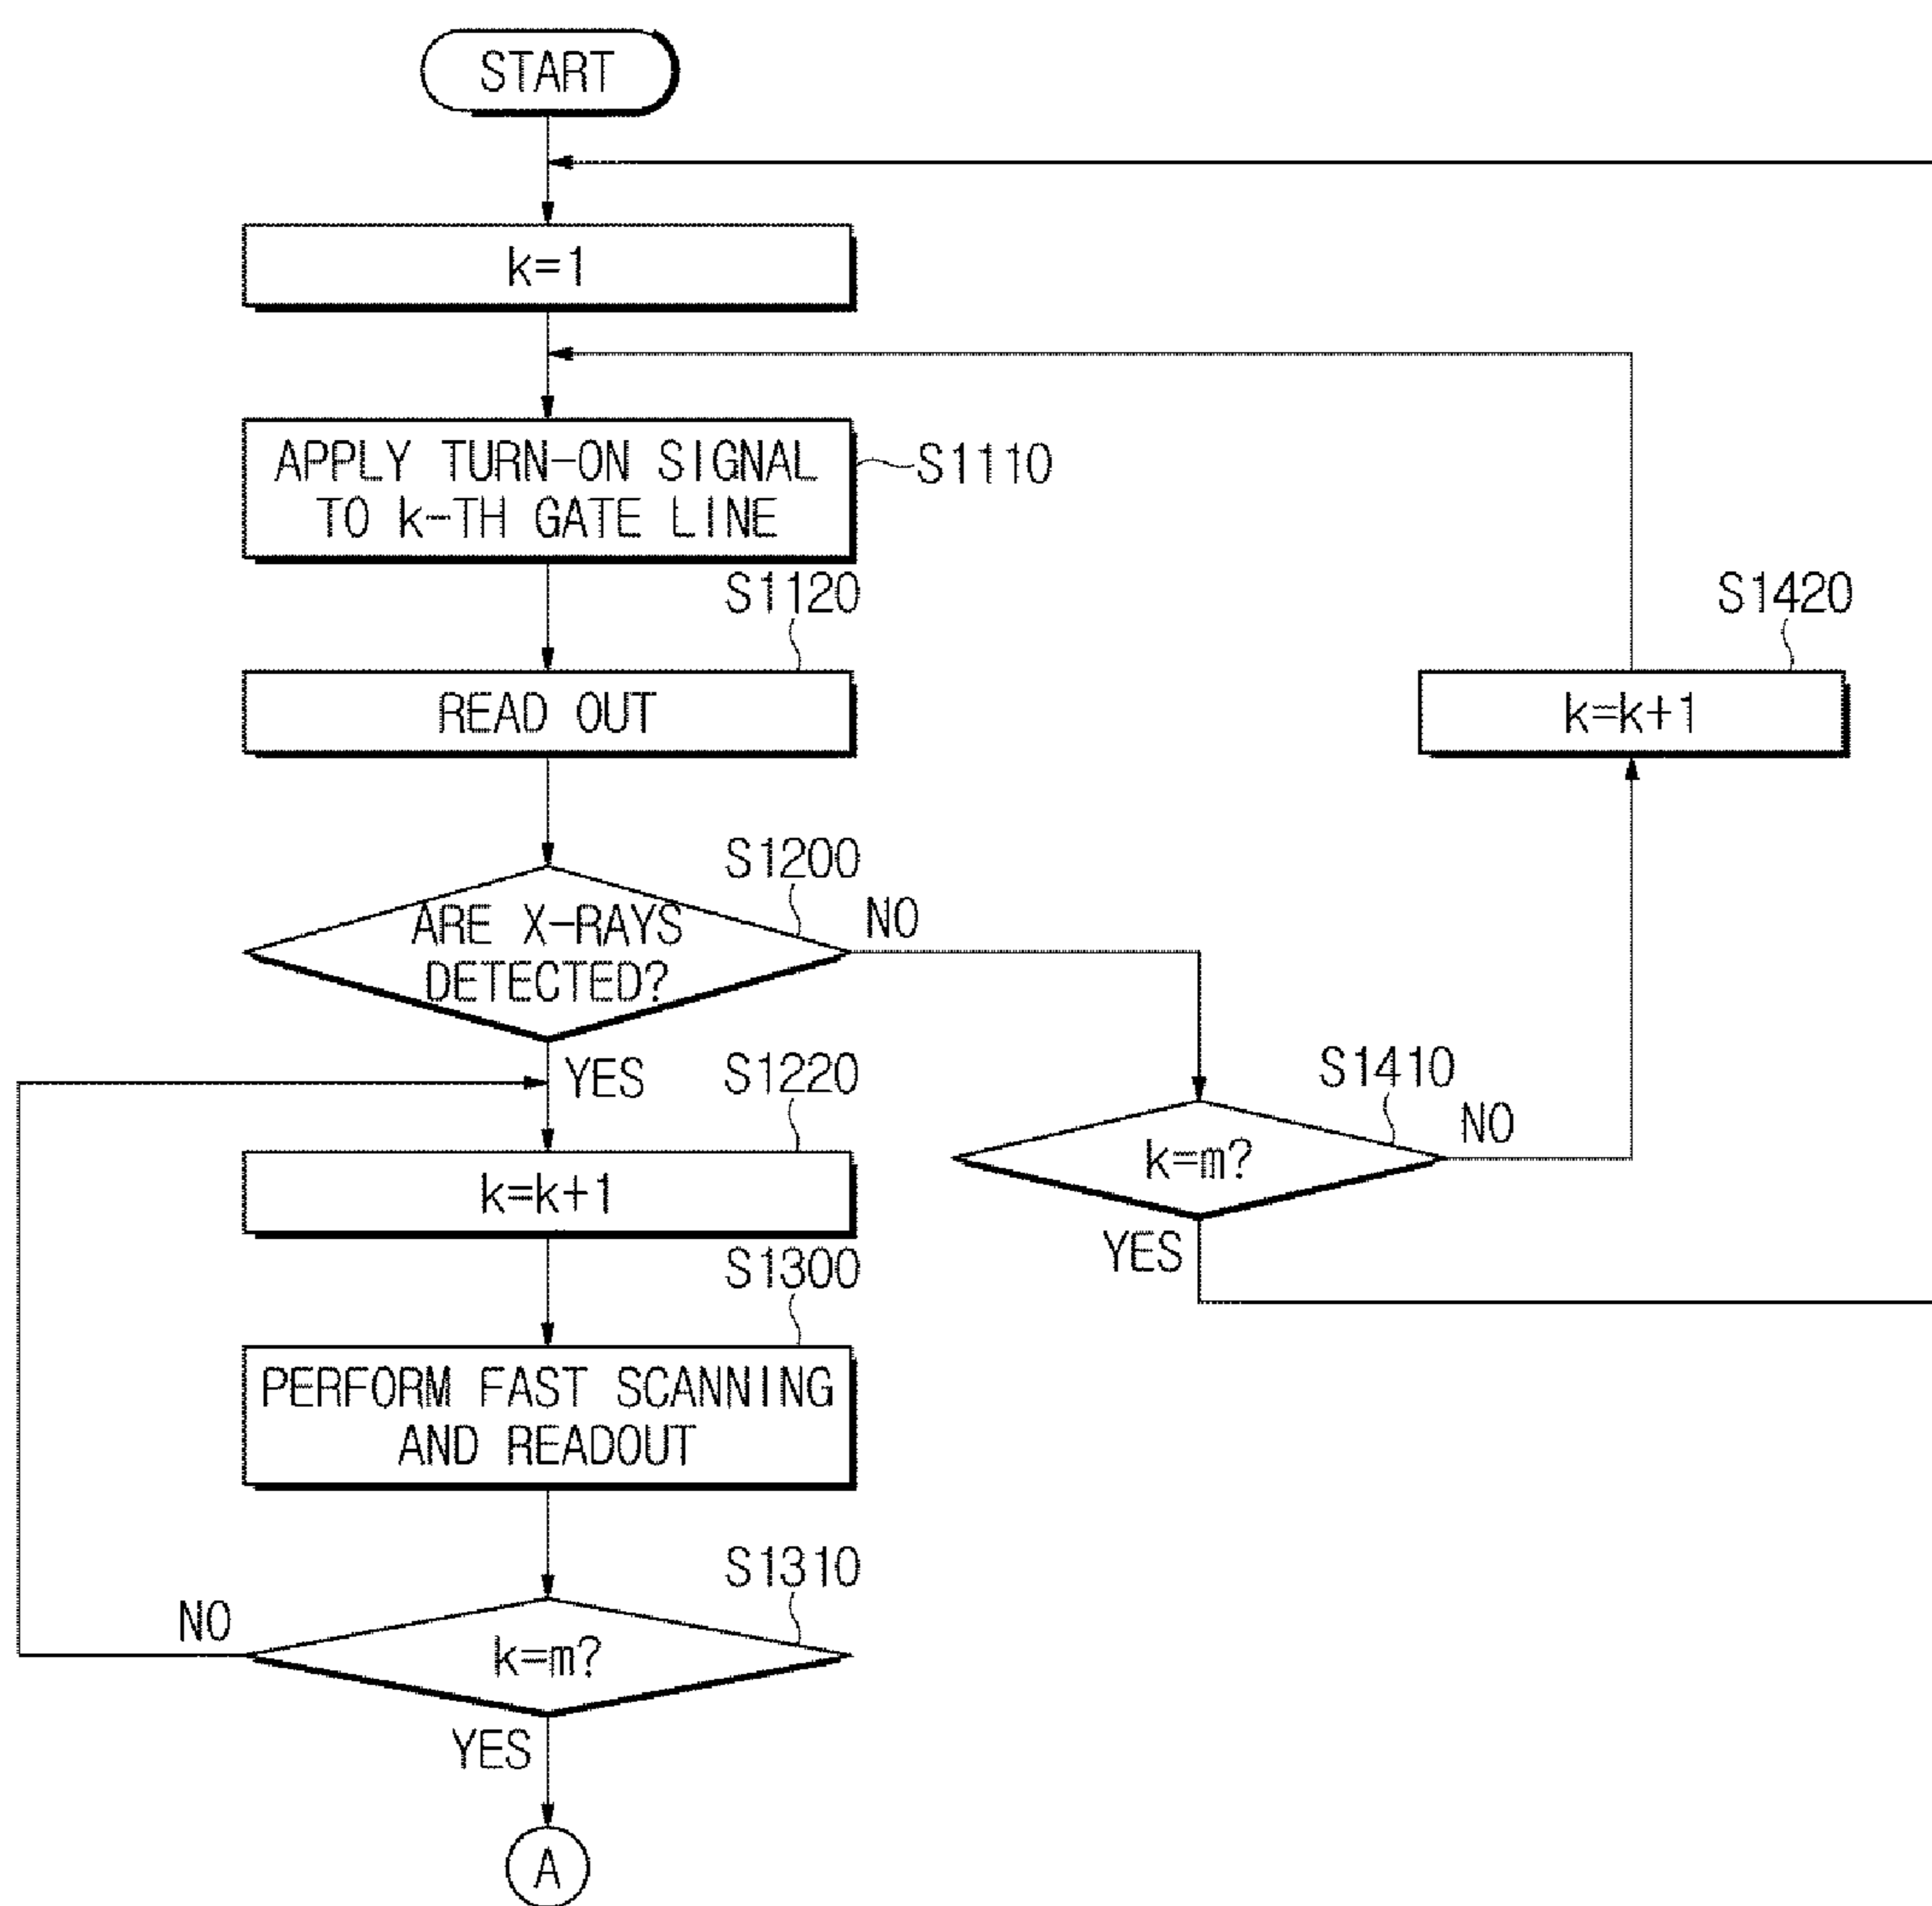 START
k=1
APPLY TURN-ON SIGNAL
TO k-TH GATE LINE
S1110
S1120
READ OUT
S1420
k=k+1
S1200
ARE X-RAYS
DETECTED?
NO
YES
S1220
k=k+1
S1410
k=m?
NO
YES
S1300
PERFORM FAST SCANNING
AND READOUT
S1310
NO
k=m?
YES
A